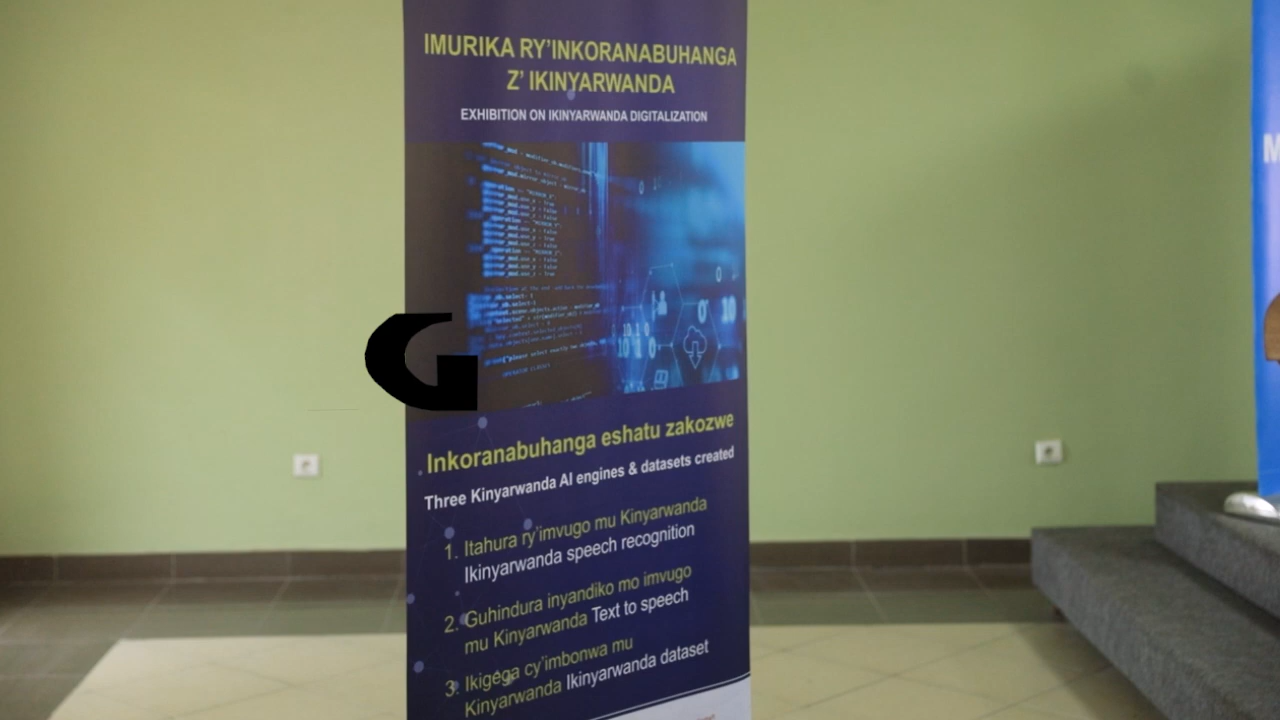 IMURIKA RY'INKORANABUHANGA
Z' IKINYARWANDA
EXHIBITION ON IKINYARWANDA DIGITALIZATION
Inkoranabuhanga eshatu zakozwe
Three Kinyarwanda AI engines & datasets created
1. Itahura ry'imvugo mu Kinyarwanda
Ikinyarwanda speech recognition
2. Guhindura inyandiko mo imvugo
mu Kinyarwanda Text to speech
3. Ikigega cy'imbonwa mu
Kinyarwanda Ikinyarwanda dataset